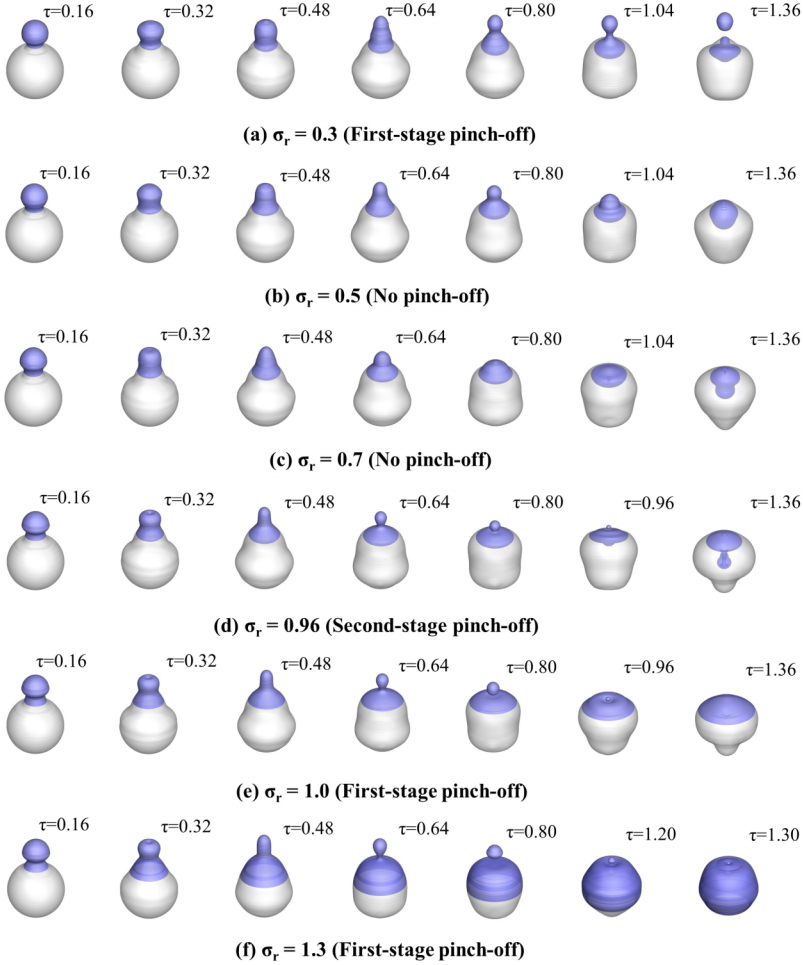 τ=0.16 τ=0.32 τ=0.48 τ=0.64 τ=0.80 τ=1.04 τ=1.36
(a) σr = 0.3 (First-stage pinch-off)
τ=0.16 τ=0.32 τ=0.48 τ=0.64 τ=0.80 τ=1.04 τ=1.36
(b) σr = 0.5 (No pinch-off)
τ=0.16 τ=0.32 τ=0.48 τ=0.64 τ=0.80 τ=1.04 τ=1.36
(c) σr = 0.7 (No pinch-off)
τ=0.16 τ=0.32 τ=0.48 τ=0.64 τ=0.80 τ=0.96 τ=1.36
(d) σr = 0.96 (Second-stage pinch-off)
τ=0.16 τ=0.32 τ=0.48 τ=0.64 τ=0.80 τ=0.96 τ=1.36
(e) σr = 1.0 (First-stage pinch-off)
τ=0.16 τ=0.32 τ=0.48 τ=0.64 τ=0.80 τ=1.20 τ=1.30
(f) σr = 1.3 (First-stage pinch-off)